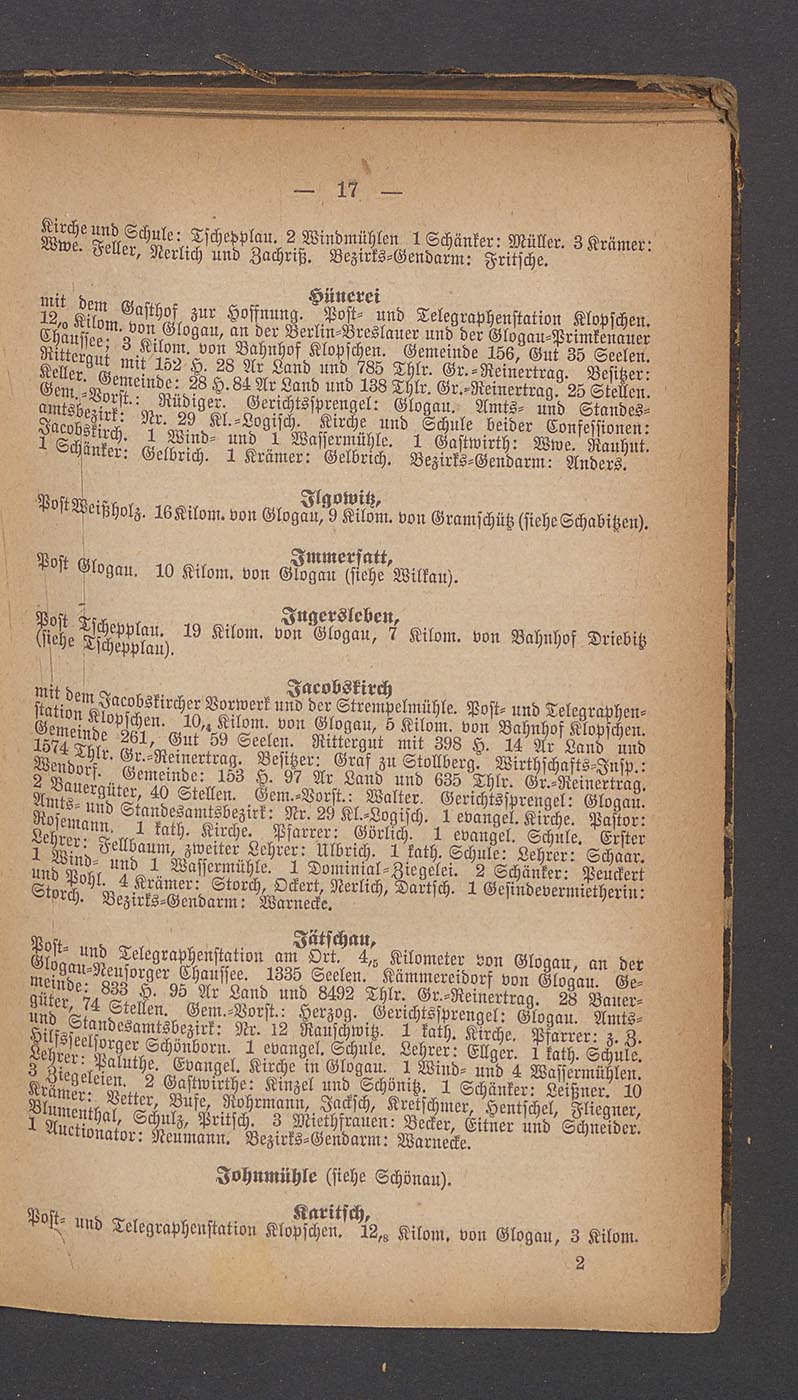 — 17 —
Kirche und Schule: Tschepplau. 2 Windmühlen 1 Schänker: Müller. 3 Krämer:
Wwe. Feller, Nerlich und Zachriß. Bezirks-Gendarm: Fritsche.
Hünerei
mit dem Gasthof zur Hoffnung. Post- und Telegraphenstation Klopschen.
12,₀ Kilom. von Glogau, an der Berlin-Breslauer und der Glogau-Primkenauer
Chaussee; 3 Kilom. von Bahnhof Klopschen. Gemeinde 156, Gut 35 Seelen.
Rittergut mit 152 H. 28 Ar Land und 785 Thlr. Gr.-Reinertrag. Besitzer:
Keller. Gemeinde: 28 H. 84 Ar Land und 138 Thlr. Gr.-Reinertrag. 25 Stellen.
Gem.-Vorst.: Rüdiger. Gerichtssprengel: Glogau. Amts- und Standes-
amtsbezirk: Nr. 29 Kl.-Logisch. Kirche und Schule beider Confessionen:
Jacobskirch. 1 Wind- und 1 Wassermühle. 1 Gastwirth: Wwe. Rauhut.
1 Schänker: Gelbrich. 1 Krämer: Gelbrich. Bezirks-Gendarm: Anders.
Ilgowitz,
Post Weißholz. 16 Kilom. von Glogau, 9 Kilom. von Gramschütz (siehe Schabitzen).
Immersatt,
Post Glogau. 10 Kilom. von Glogau (siehe Wilkau).
Ingersleben,
Post Tschepplau. 19 Kilom. von Glogau, 7 Kilom. von Bahnhof Driebitz
(siehe Tschepplau).
Jacobskirch
mit dem Jacobskircher Vorwerk und der Strempelmühle. Post- und Telegraphen-
station Klopschen. 10,₄ Kilom. von Glogau, 5 Kilom. von Bahnhof Klopschen.
Gemeinde 261, Gut 59 Seelen. Rittergut mit 398 H. 14 Ar Land und
1574 Thlr. Gr.-Reinertrag. Besitzer: Graf zu Stollberg. Wirthschafts-Insp.:
Wendorf. Gemeinde: 153 H. 97 Ar Land und 635 Thlr. Gr.-Reinertrag.
2 Bauergüter, 40 Stellen. Gem.-Vorst.: Walter. Gerichtssprengel: Glogau.
Amts- und Standesamtsbezirk: Nr. 29 Kl.-Logisch. 1 evangel. Kirche. Pastor:
Rosemann. 1 kath. Kirche. Pfarrer: Görlich. 1 evangel. Schule. Erster
Lehrer: Fellbaum, zweiter Lehrer: Ulbrich. 1 kath. Schule: Lehrer: Schaar.
1 Wind- und 1 Wassermühle. 1 Dominial-Ziegelei. 2 Schänker: Peuckert
und Pohl. 4 Krämer: Storch, Ockert, Nerlich, Dartsch. 1 Gesindevermietherin:
Storch. Bezirks-Gendarm: Warnecke.
Jätschau,
Post- und Telegraphenstation am Ort. 4,₅ Kilometer von Glogau, an der
Glogau-Neusorger Chaussee. 1335 Seelen. Kämmereidorf von Glogau. Ge-
meinde: 833 H. 95 Ar Land und 8492 Thlr. Gr.-Reinertrag. 28 Bauer-
güter, 74 Stellen. Gem.-Vorst.: Herzog. Gerichtssprengel: Glogau. Amts-
und Standesamtsbezirk: Nr. 12 Rauschwitz. 1 kath. Kirche. Pfarrer: z. Z.
Hilfsseelsorger Schönborn. 1 evangel. Schule. Lehrer: Ellger. 1 kath. Schule.
Lehrer: Paluthe. Evangel. Kirche in Glogau. 1 Wind- und 4 Wassermühlen.
3 Ziegeleien. 2 Gastwirthe: Kinzel und Schönitz. 1 Schänker: Leißner. 10
Krämer: Vetter, Buse, Rohrmann, Jacksch, Kretschmer, Hentschel, Fliegner,
Blumenthal, Schulz, Pritsch. 3 Miethfrauen: Becker, Eitner und Schneider.
1 Auctionator: Neumann. Bezirks-Gendarm: Warnecke.
Johnmühle (siehe Schönau).
Karitsch,
Post- und Telegraphenstation Klopschen. 12,₈ Kilom. von Glogau, 3 Kilom.
2